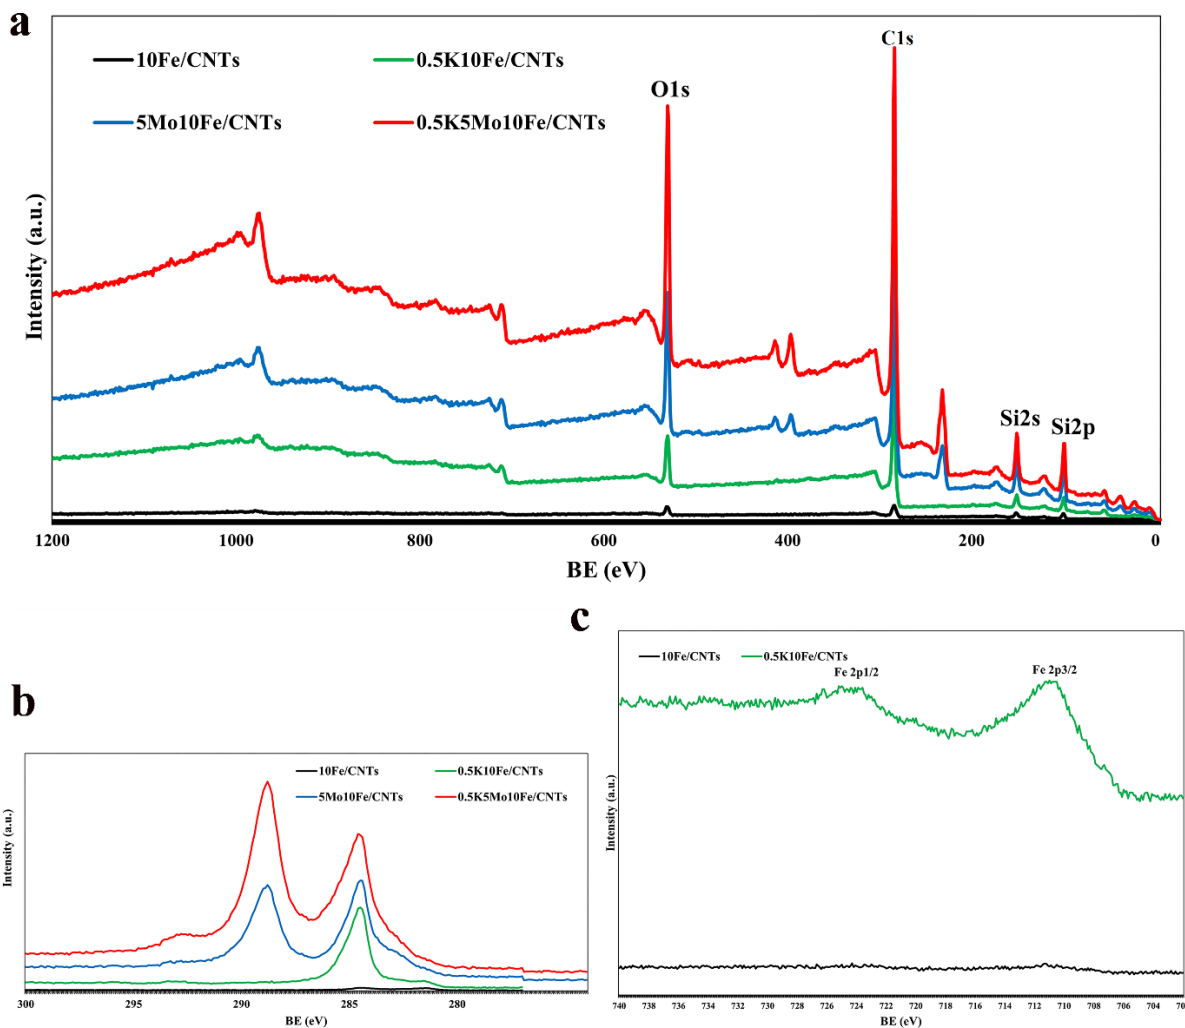 a
10Fe/CNTs
0.5K10Fe/CNTs
5Mo10Fe/CNTs
0.5K5Mo10Fe/CNTs
C1s
O1s
Si2s
Si2p
Intensity (a.u.)
1200 1000 800 600 400 200 0
BE (eV)
b
10Fe/CNTs
0.5K10Fe/CNTs
5Mo10Fe/CNTs
0.5K5Mo10Fe/CNTs
Intensity (a.u.)
300 295 290 285 280
BE (eV)
c
10Fe/CNTs
0.5K10Fe/CNTs
Fe 2p1/2
Fe 2p3/2
Intensity (a.u.)
740 738 736 734 732 730 728 726 724 722 720 718 716 714 712 710 708 706 704 70
BE (eV)